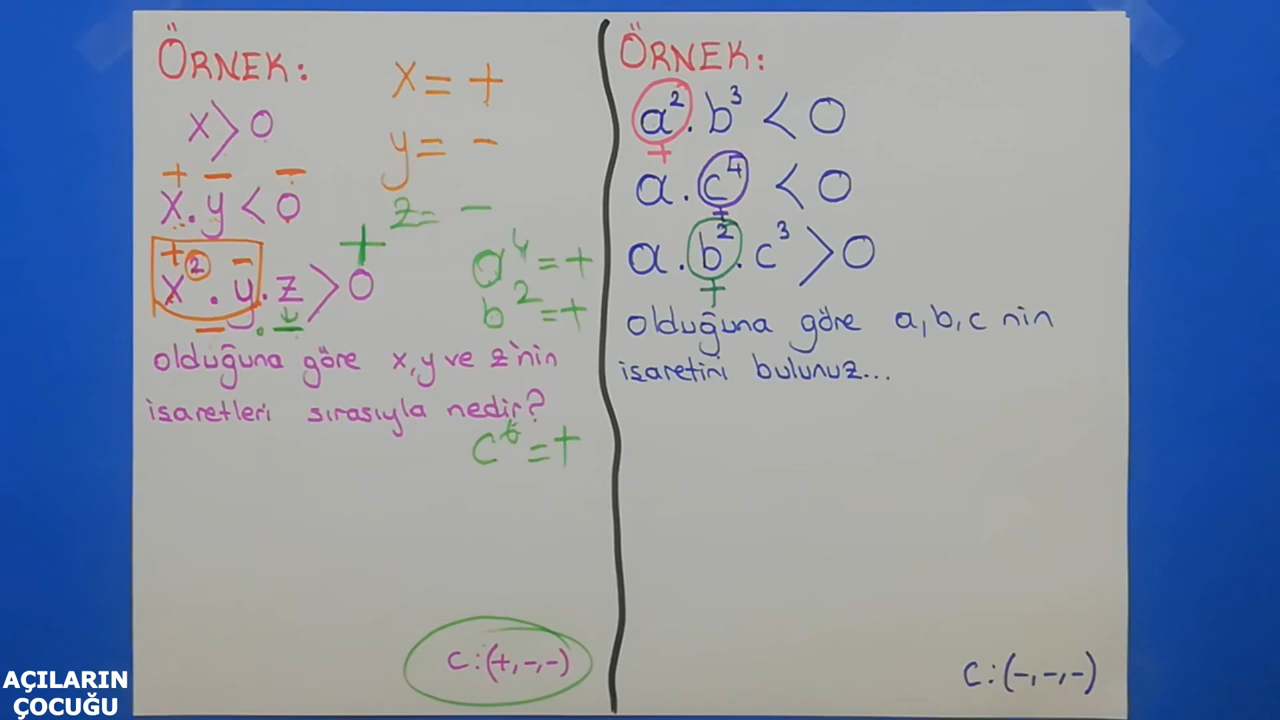 ÖRNEK:
x = +
x > 0
y = -
+ - -
x.y < 0
z = -
+ - +
x².y.z > 0
- . -
a⁴ = +
b² = +
olduğuna göre x, y ve z'nin
işaretleri sırasıyla nedir?
c⁶ = +
c:(+,-,-)
ÖRNEK:
a².b³ < 0
+
a.c⁴ < 0
+
a.b².c³ > 0
+
olduğuna göre a, b, c nin
işaretini bulunuz...
c:(-,-,-)
AÇILARIN
ÇOCUĞU